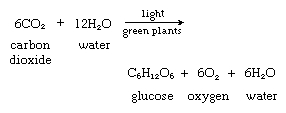 6CO₂ + 12H₂O light
green plants
carbon dioxide water
C₆H₁₂O₆ + 6O₂ + 6H₂O
glucose oxygen water